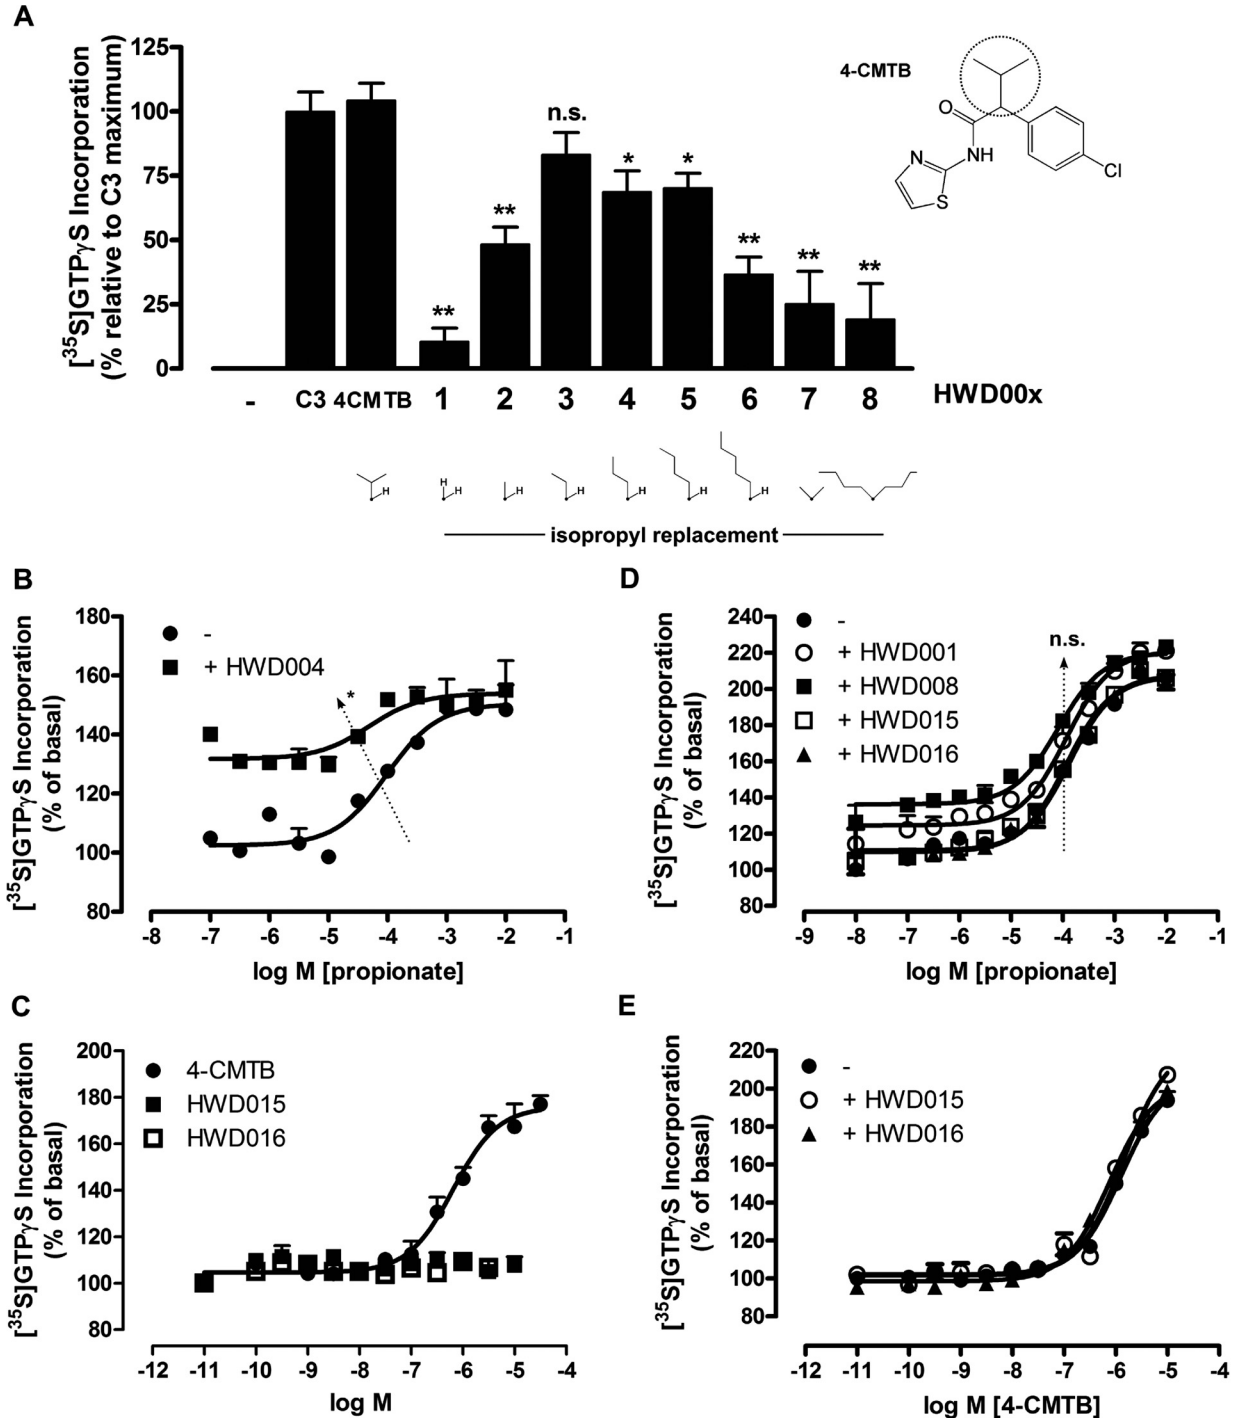 A
[35S]GTPγS Incorporation
(% relative to C3 maximum)
125
100
75
50
25
0
n.s.
*
*
**
**
**
**
**
-
C3
4CMTB
1
2
3
4
5
6
7
8
HWD00x
4-CMTB
O
N
NH
S
Cl
H
H
H
H
H
H
H
H
isopropyl replacement
B
[35S]GTPγS Incorporation
(% of basal)
180
160
140
120
100
80
-
+ HWD004
*
-8
-7
-6
-5
-4
-3
-2
-1
log M [propionate]
D
[35S]GTPγS Incorporation
(% of basal)
240
220
200
180
160
140
120
100
80
-
+ HWD001
+ HWD008
+ HWD015
+ HWD016
n.s.
-9
-8
-7
-6
-5
-4
-3
-2
-1
log M [propionate]
C
[35S]GTPγS Incorporation
(% of basal)
200
180
160
140
120
100
80
4-CMTB
HWD015
HWD016
-12
-11
-10
-9
-8
-7
-6
-5
-4
log M
E
[35S]GTPγS Incorporation
(% of basal)
220
200
180
160
140
120
100
80
-
+ HWD015
+ HWD016
-12
-11
-10
-9
-8
-7
-6
-5
-4
log M [4-CMTB]